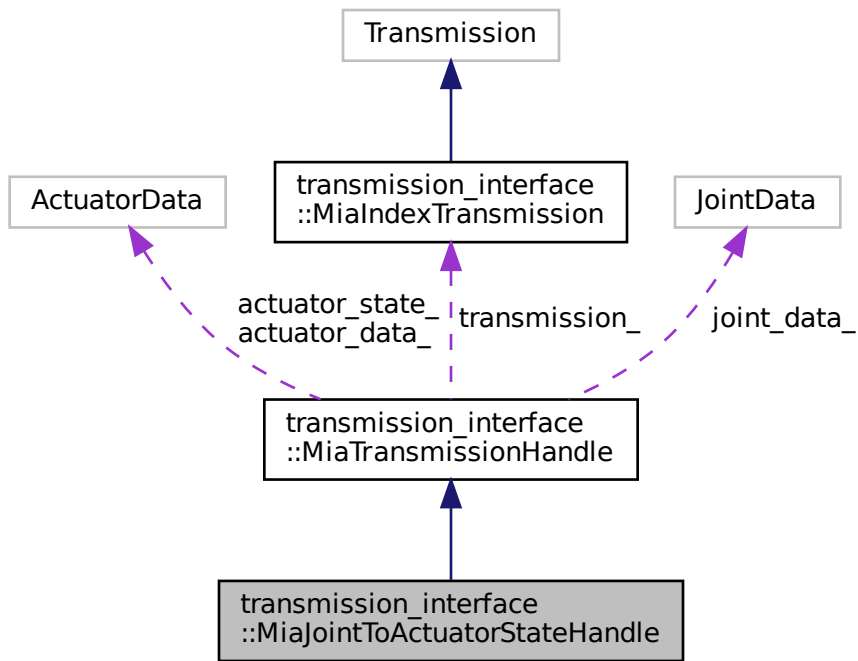 Transmission
transmission_interface
::MiaIndexTransmission
ActuatorData
JointData
actuator_state_
actuator_data_
transmission_
joint_data_
transmission_interface
::MiaTransmissionHandle
transmission_interface
::MiaJointToActuatorStateHandle